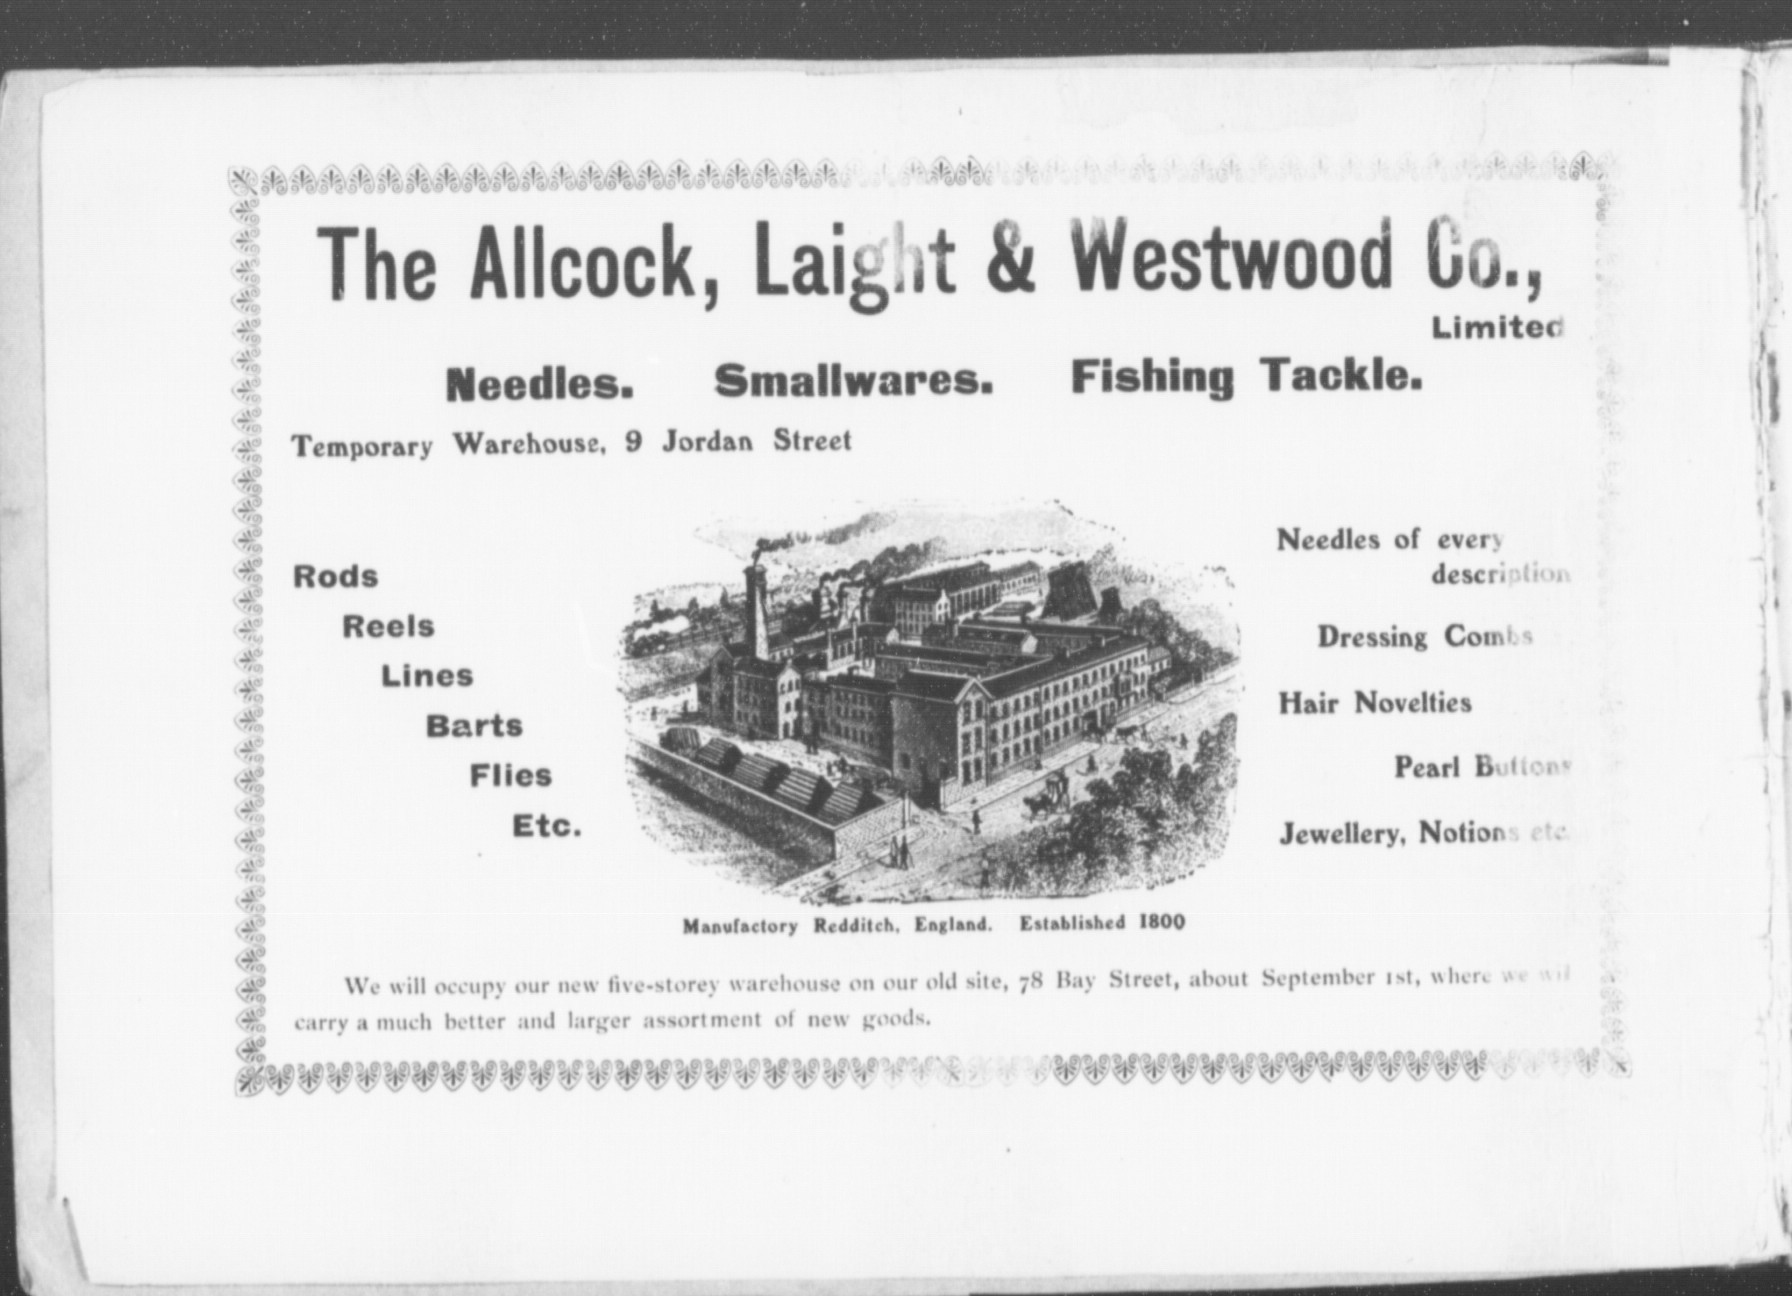 The Allcock, Laight & Westwood Co.,
Limited
Needles. Smallwares. Fishing Tackle.
Temporary Warehouse, 9 Jordan Street
Rods
Reels
Lines
Barts
Flies
Etc.
Needles of every
description
Dressing Combs
Hair Novelties
Pearl Buttons
Jewellery, Notions etc.
Manufactory Redditch, England. Established 1800
We will occupy our new five-storey warehouse on our old site, 78 Bay Street, about September 1st, where we wil
carry a much better and larger assortment of new goods.